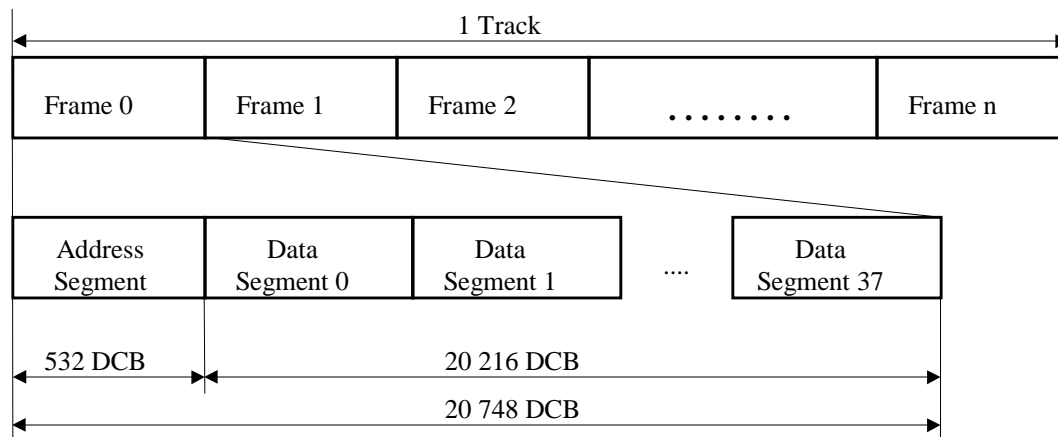 1 Track
Frame 0 Frame 1 Frame 2 ........ Frame n
Address Data Data Data
Segment Segment 0 Segment 1 .... Segment 37
532 DCB 20 216 DCB
20 748 DCB